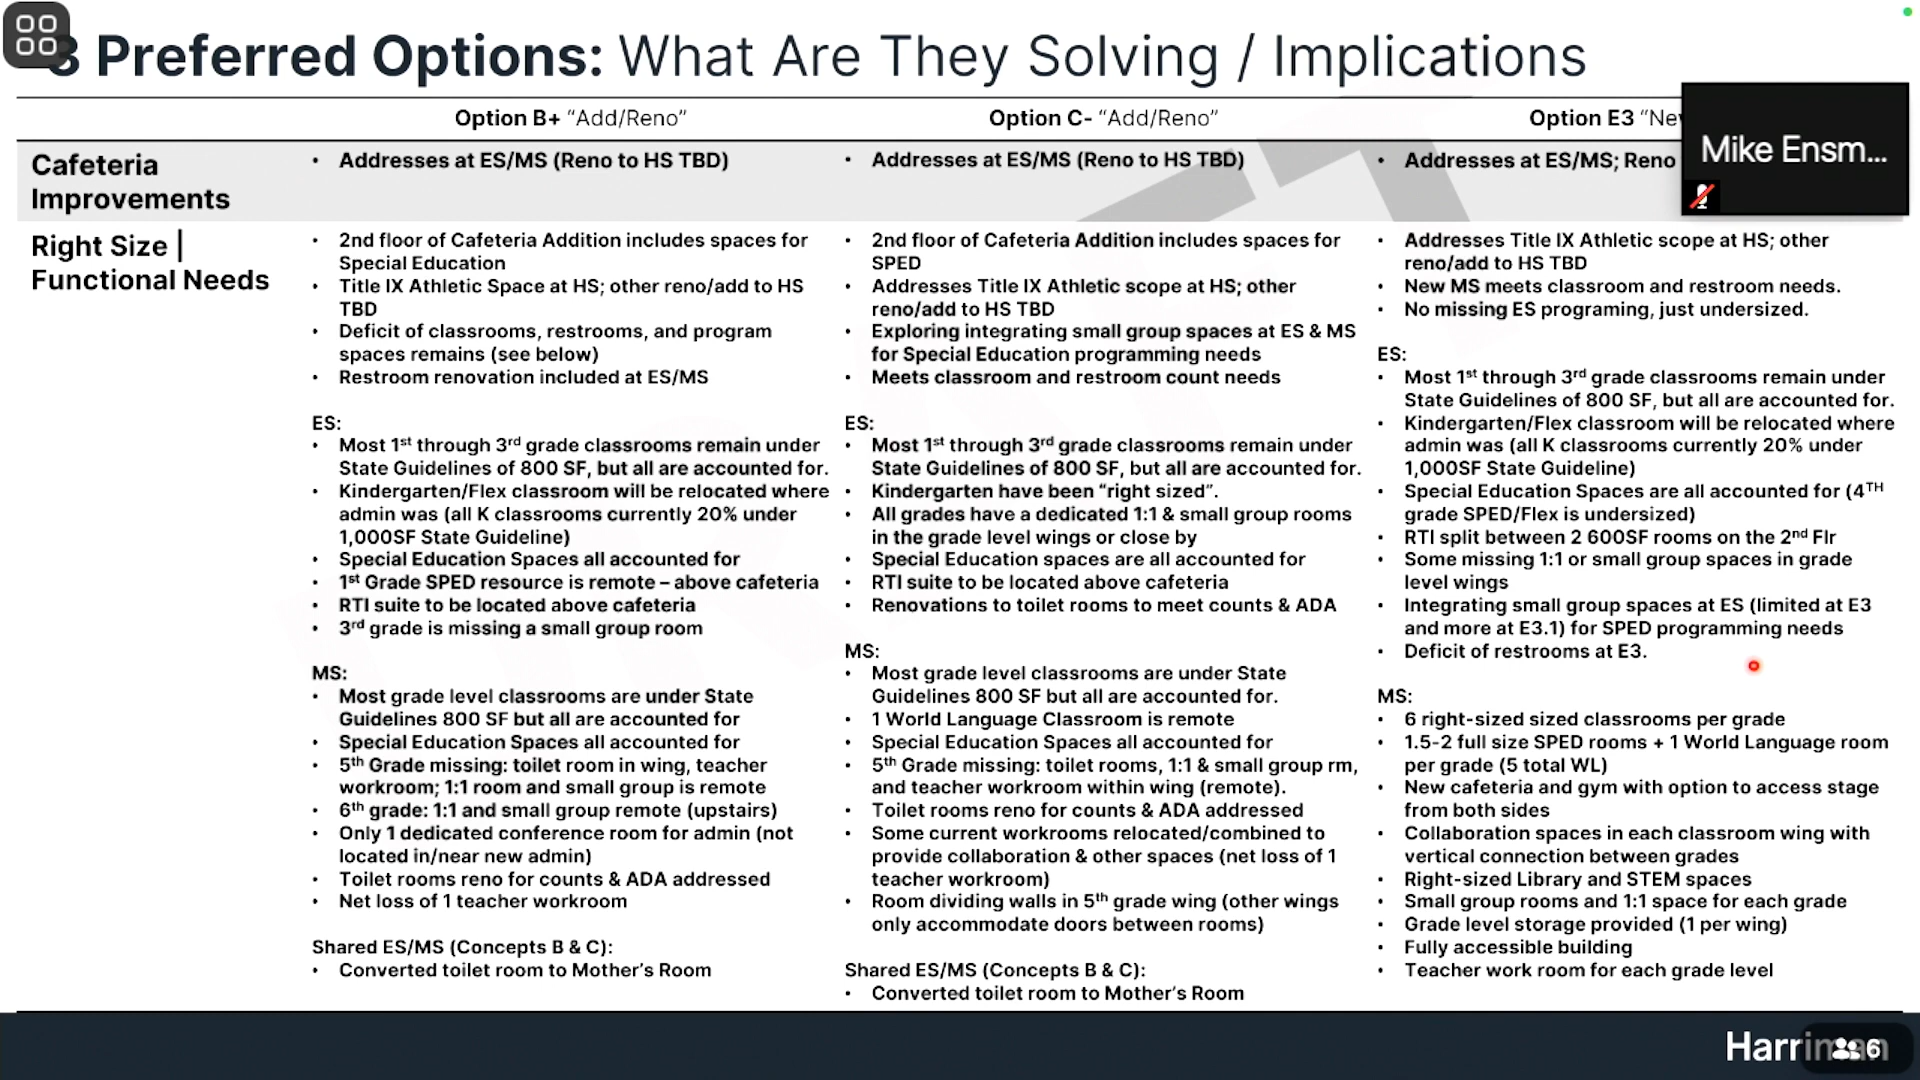 3 Preferred Options: What Are They Solving / Implications
Option B+ “Add/Reno”
Option C- “Add/Reno”
Option E3
Mike Ensm...
Cafeteria
Improvements
• Addresses at ES/MS (Reno to HS TBD)
• Addresses at ES/MS (Reno to HS TBD)
• Addresses at ES/MS; Reno
Right Size |
Functional Needs
• 2nd floor of Cafeteria Addition includes spaces for
Special Education
• Title IX Athletic Space at HS; other reno/add to HS
TBD
• Deficit of classrooms, restrooms, and program
spaces remains (see below)
• Restroom renovation included at ES/MS
ES:
• Most 1st through 3rd grade classrooms remain under
State Guidelines of 800 SF, but all are accounted for.
• Kindergarten/Flex classroom will be relocated where
admin was (all K classrooms currently 20% under
1,000SF State Guideline)
• Special Education Spaces all accounted for
• 1st Grade SPED resource is remote – above cafeteria
• RTI suite to be located above cafeteria
• 3rd grade is missing a small group room
MS:
• Most grade level classrooms are under State
Guidelines 800 SF but all are accounted for
• Special Education Spaces all accounted for
• 5th Grade missing: toilet room in wing, teacher
workroom; 1:1 room and small group is remote
• 6th grade: 1:1 and small group remote (upstairs)
• Only 1 dedicated conference room for admin (not
located in/near new admin)
• Toilet rooms reno for counts & ADA addressed
• Net loss of 1 teacher workroom
Shared ES/MS (Concepts B & C):
• Converted toilet room to Mother’s Room
• 2nd floor of Cafeteria Addition includes spaces for
SPED
• Addresses Title IX Athletic scope at HS; other
reno/add to HS TBD
• Exploring integrating small group spaces at ES & MS
for Special Education programming needs
• Meets classroom and restroom count needs
ES:
• Most 1st through 3rd grade classrooms remain under
State Guidelines of 800 SF, but all are accounted for.
• Kindergarten have been “right sized”.
• All grades have a dedicated 1:1 & small group rooms
in the grade level wings or close by
• Special Education spaces are all accounted for
• RTI suite to be located above cafeteria
• Renovations to toilet rooms to meet counts & ADA
MS:
• Most grade level classrooms are under State
Guidelines 800 SF but all are accounted for.
• 1 World Language Classroom is remote
• Special Education Spaces all accounted for
• 5th Grade missing: toilet rooms, 1:1 & small group rm,
and teacher workroom within wing (remote).
• Toilet rooms reno for counts & ADA addressed
• Some current workrooms relocated/combined to
provide collaboration & other spaces (net loss of 1
teacher workroom)
• Room dividing walls in 5th grade wing (other wings
only accommodate doors between rooms)
Shared ES/MS (Concepts B & C):
• Converted toilet room to Mother’s Room
• Addresses Title IX Athletic scope at HS; other
reno/add to HS TBD
• New MS meets classroom and restroom needs.
• No missing ES programing, just undersized.
ES:
• Most 1st through 3rd grade classrooms remain under
State Guidelines of 800 SF, but all are accounted for.
• Kindergarten/Flex classroom will be relocated where
admin was (all K classrooms currently 20% under
1,000SF State Guideline)
• Special Education Spaces are all accounted for (4TH
grade SPED/Flex is undersized)
• RTI split between 2 600SF rooms on the 2nd Flr
• Some missing 1:1 or small group spaces in grade
level wings
• Integrating small group spaces at ES (limited at E3
and more at E3.1) for SPED programming needs
• Deficit of restrooms at E3.
MS:
• 6 right-sized sized classrooms per grade
• 1.5-2 full size SPED rooms + 1 World Language room
per grade (5 total WL)
• New cafeteria and gym with option to access stage
from both sides
• Collaboration spaces in each classroom wing with
vertical connection between grades
• Right-sized Library and STEM spaces
• Small group rooms and 1:1 space for each grade
• Grade level storage provided (1 per wing)
• Fully accessible building
• Teacher work room for each grade level
Harriman
6